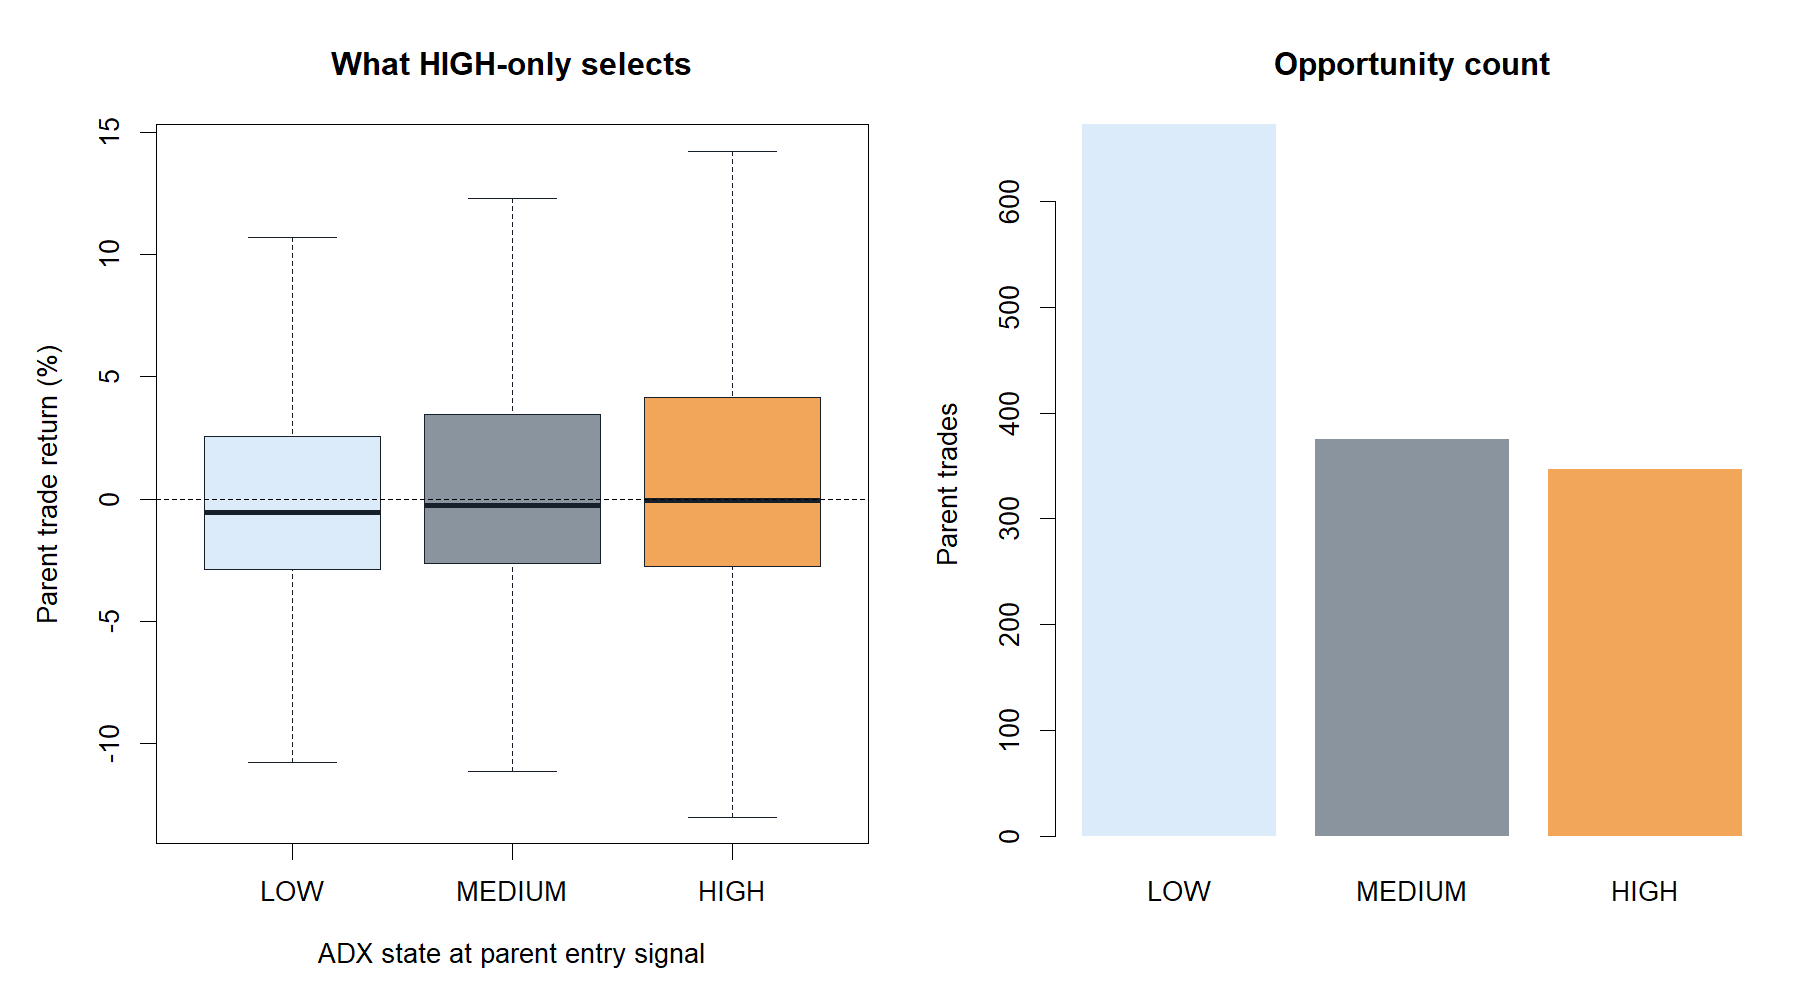 What HIGH-only selects
Parent trade return (%)
15
10
5
0
-5
-10
LOW MEDIUM HIGH
ADX state at parent entry signal
Opportunity count
Parent trades
600
500
400
300
200
100
0
LOW MEDIUM HIGH